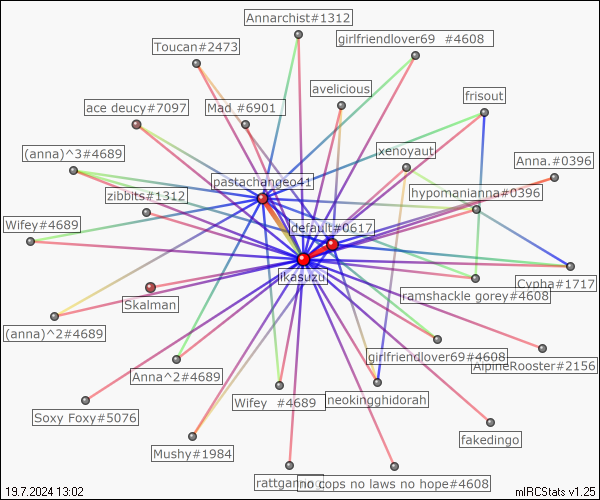 Annarchist#1312
girlfriendlover69 #4608
Toucan#2473
avelicious
frisout
ace deucy#7097
Mad #6901
(anna)^3#4689
xenoyaut
Anna.#0396
pastachangeo41
zibbits#1312
hypomanianna#0396
Wifey#4689
default#0617
ikasuzu
Cypha#1717
Skalman
ramshackle gorey#4608
(anna)^2#4689
girlfriendlover69#4608
AlpineRooster#2156
Anna^2#4689
Wifey #4689
neokingghidorah
Soxy Foxy#5076
fakedingo
Mushy#1984
no cops no laws no hope#4608
19.7.2024 13:02
mIRCStats v1.25